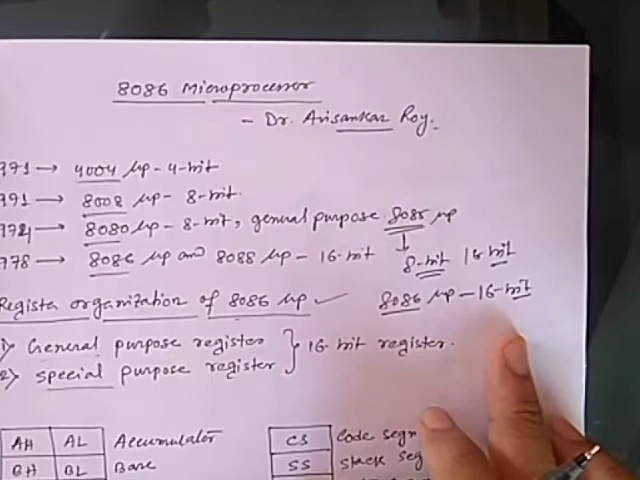 8086 Microprocessor
- Dr. Arisankar Roy.
971 → 4004 μp - 4-bit
991 → 8008 μp - 8-bit.
974 → 8080 μp - 8-bit, general purpose 8085 μp
978 → 8086 μp and 8088 μp - 16-bit
↓
8-bit 16 bit
Register organization of 8086 μp ✓ 8086 μp - 16-bit
1) General purpose register
2) special purpose register } 16 bit register.
AH AL Accumulator CS Code segm
BH BL Base SS Stack seg